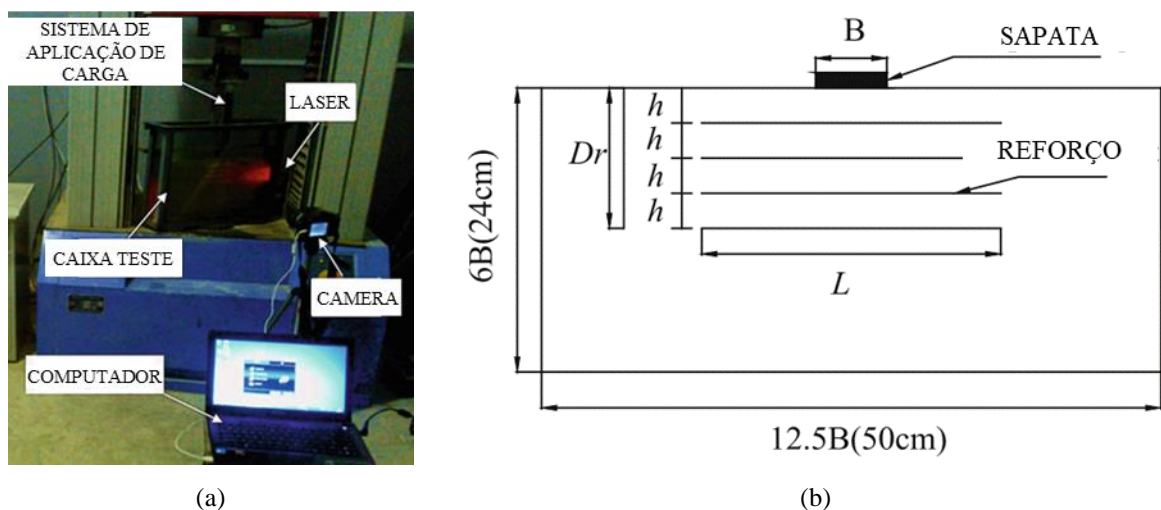 SISTEMA DE
APLICAÇÃO DE
CARGA
LASER
CAIXA TESTE
CAMERA
COMPUTADOR
(a)
B
SAPATA
h
h
Dr
REFORÇO
h
h
6B(24cm)
L
12.5B(50cm)
(b)